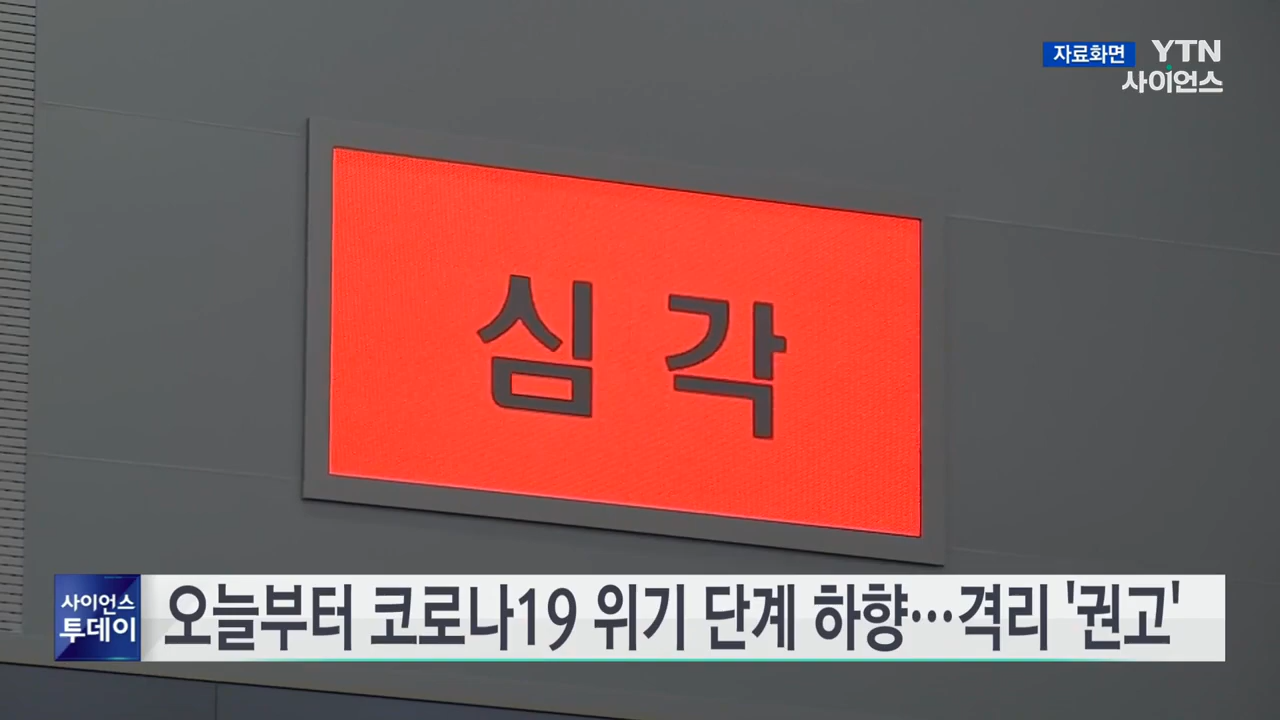 자료화면
YTN
사이언스
심각
사이언스
투데이
오늘부터 코로나19 위기 단계 하향…격리 '권고'